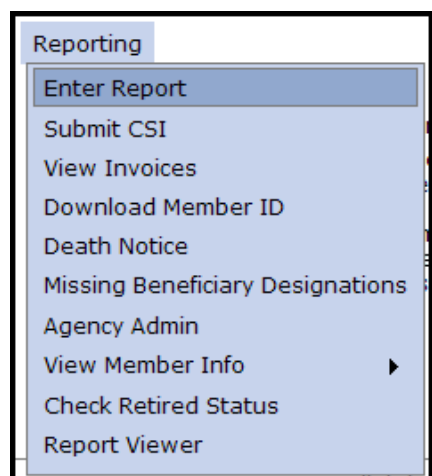 Reporting
Enter Report
Submit CSI
View Invoices
Download Member ID
Death Notice
Missing Beneficiary Designations
Agency Admin
View Member Info
Check Retired Status
Report Viewer